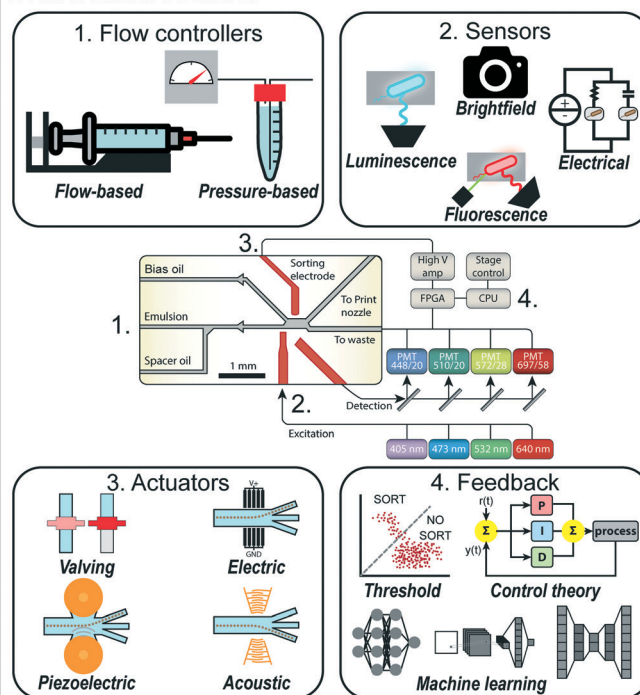 1. Flow controllers
Flow-based
Pressure-based
2. Sensors
Luminescence
Brightfield
Fluorescence
Electrical
+
−
3.
Bias oil
Sorting
electrode
To Print
nozzle
1.
Emulsion
To waste
Spacer oil
1 mm
2.
Detection
Excitation
High V
amp
Stage
control
FPGA
CPU
4.
PMT
448/20
PMT
510/20
PMT
572/28
PMT
697/58
405 nm
473 nm
532 nm
640 nm
3. Actuators
Valving
V+
GND
Electric
Piezoelectric
Acoustic
4. Feedback
SORT
NO
SORT
Threshold
r(t)
Σ
y(t)
P
I
D
Σ
process
Control theory
Machine learning